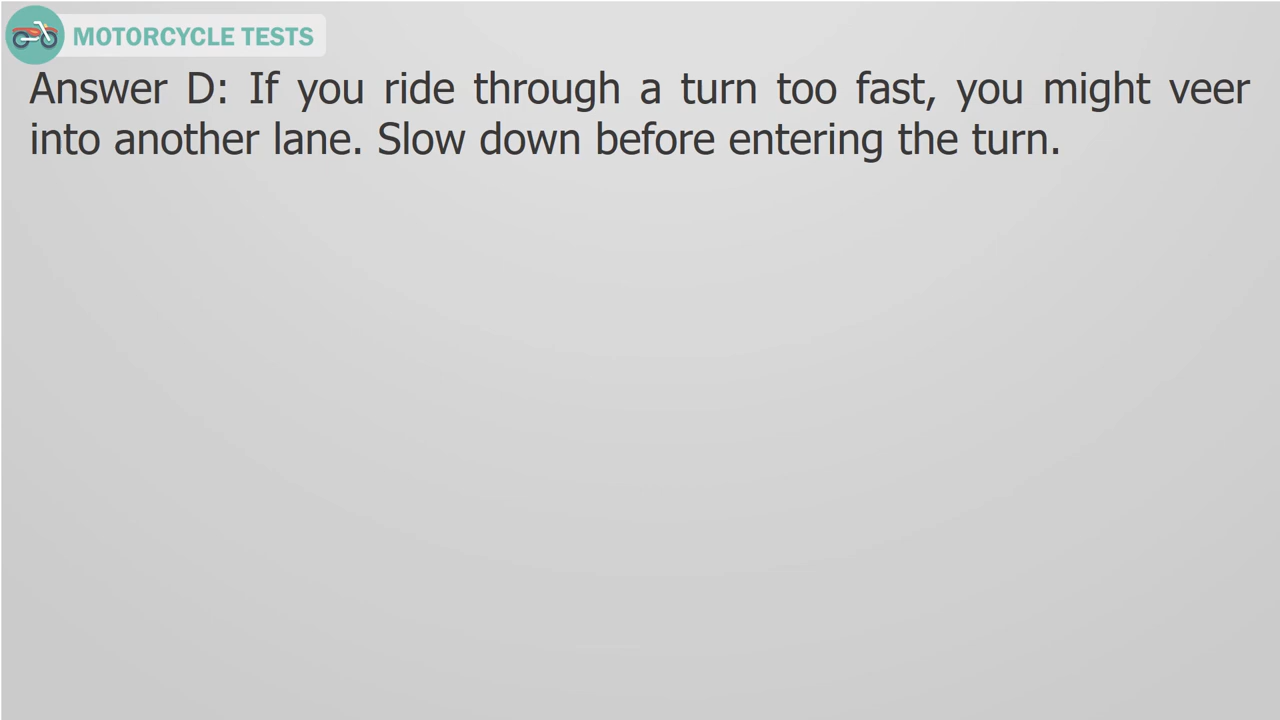 MOTORCYCLE TESTS
Answer D: If you ride through a turn too fast, you might veer
into another lane. Slow down before entering the turn.